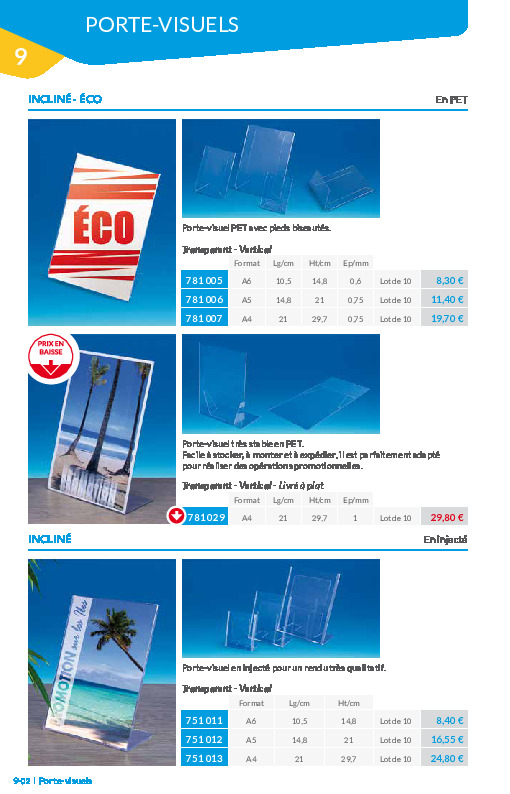 PORTE-VISUELS
9
INCLINÉ - ÉCO
En PET
ÉCO
Porte-visuel PET avec pieds biseautés.
Transparent - Vertical
Format Lg/cm Ht/cm Ep/mm
781 005 A6 10,5 14,8 0,6 Lot de 10 8,30 €
781 006 A5 14,8 21 0,75 Lot de 10 11,40 €
781 007 A4 21 29,7 0,75 Lot de 10 19,70 €
PRIX EN
BAISSE
Porte-visuel très stable en PET.
Facile à stocker, à monter et à expédier, il est parfaitement adapté
pour réaliser des opérations promotionnelles.
Transparent - Vertical - Livré à plat
Format Lg/cm Ht/cm Ep/mm
781029 A4 21 29,7 1 Lot de 10 29,80 €
INCLINÉ
En injecté
PROMOTION sur les îles
Porte-visuel en injecté pour un rendu très qualitatif.
Transparent - Vertical
Format Lg/cm Ht/cm
751 011 A6 10,5 14,8 Lot de 10 8,40 €
751 012 A5 14,8 21 Lot de 10 16,55 €
751 013 A4 21 29,7 Lot de 10 24,80 €
9-02 | Porte-visuels